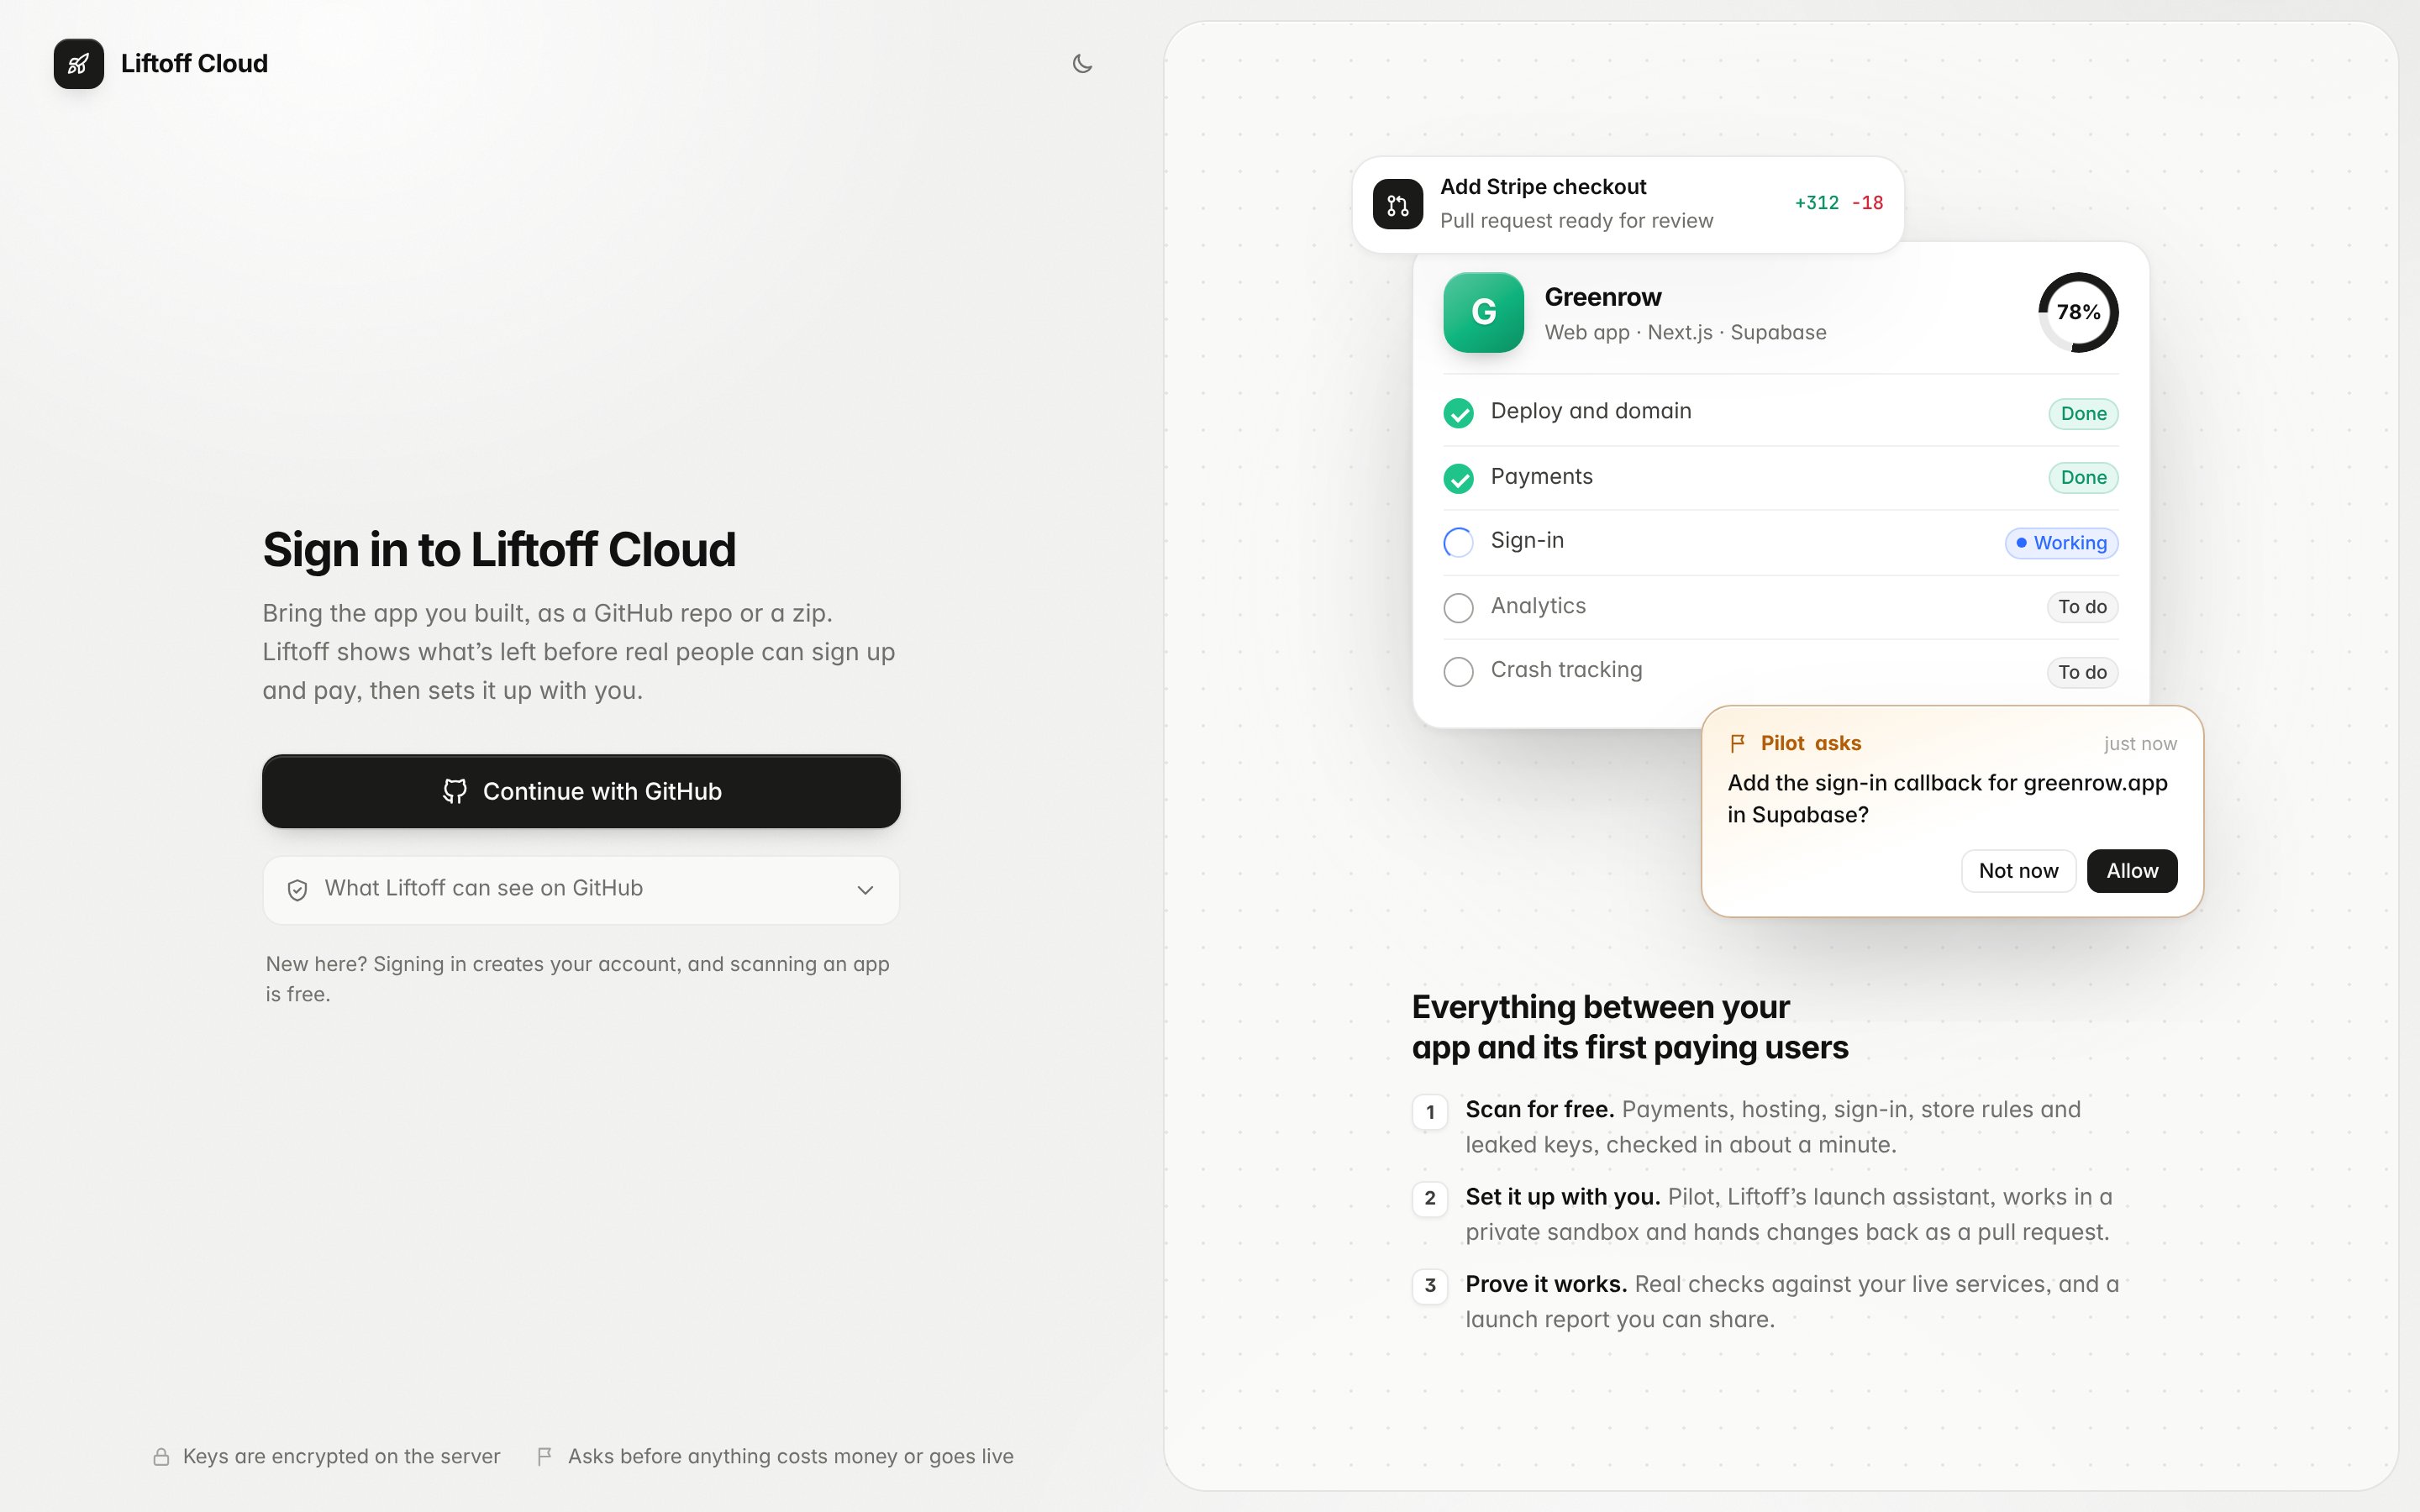 Liftoff Cloud
Sign in to Liftoff Cloud
Bring the app you built, as a GitHub repo or a zip.
Liftoff shows what’s left before real people can sign up
and pay, then sets it up with you.
Continue with GitHub
What Liftoff can see on GitHub
New here? Signing in creates your account, and scanning an app
is free.
Keys are encrypted on the server
Asks before anything costs money or goes live
Add Stripe checkout
Pull request ready for review
+312 -18
G
Greenrow
Web app · Next.js · Supabase
78%
Deploy and domain
Done
Payments
Done
Sign-in
Working
Analytics
To do
Crash tracking
To do
Pilot asks
just now
Add the sign-in callback for greenrow.app
in Supabase?
Not now
Allow
Everything between your
app and its first paying users
1
Scan for free. Payments, hosting, sign-in, store rules and
leaked keys, checked in about a minute.
2
Set it up with you. Pilot, Liftoff’s launch assistant, works in a
private sandbox and hands changes back as a pull request.
3
Prove it works. Real checks against your live services, and a
launch report you can share.